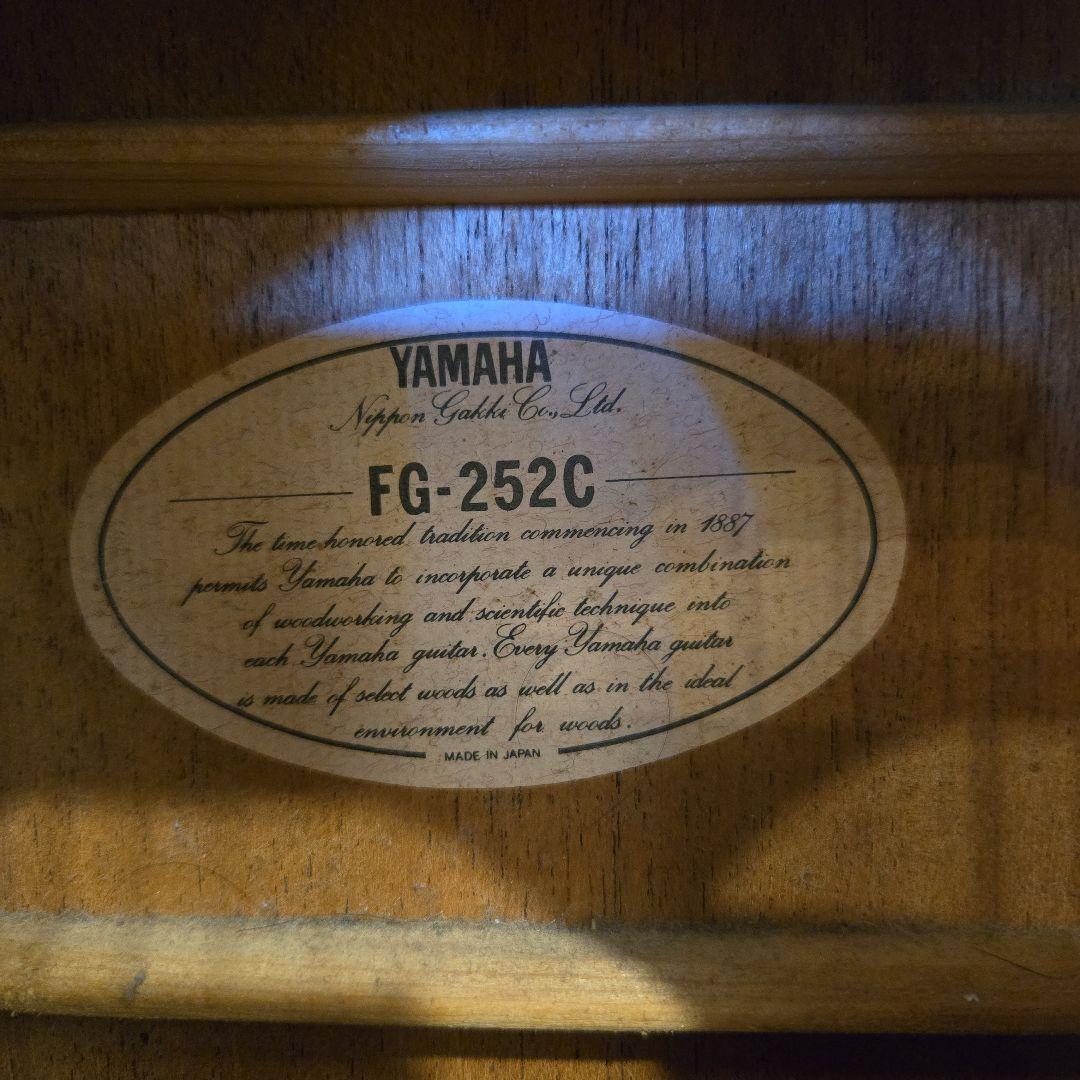 YAMAHA
Nippon Gakki Co., Ltd.
FG-252C
The time-honored tradition commencing in 1887
permits Yamaha to incorporate a unique combination
of woodworking and scientific technique into
each Yamaha guitar. Every Yamaha guitar
is made of select woods as well as in the ideal
environment for woods.
MADE IN JAPAN